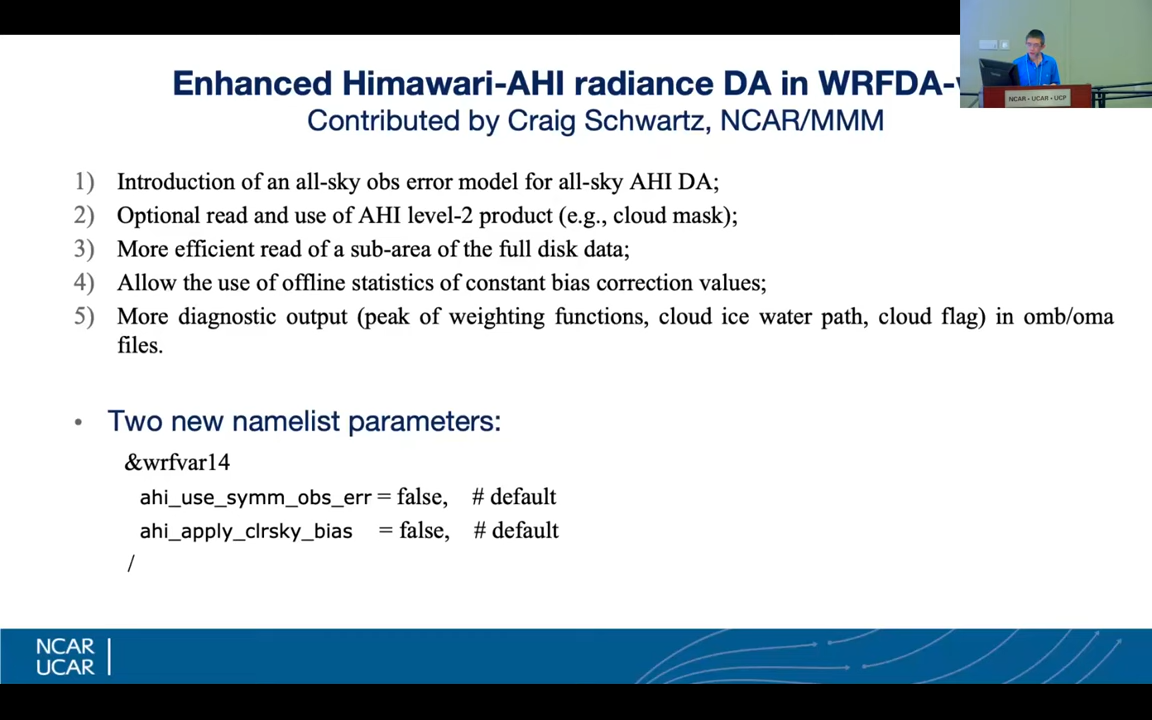 Enhanced Himawari-AHI radiance DA in WRFDA-
Contributed by Craig Schwartz, NCAR/MMM
1) Introduction of an all-sky obs error model for all-sky AHI DA;
2) Optional read and use of AHI level-2 product (e.g., cloud mask);
3) More efficient read of a sub-area of the full disk data;
4) Allow the use of offline statistics of constant bias correction values;
5) More diagnostic output (peak of weighting functions, cloud ice water path, cloud flag) in omb/oma
files.
• Two new namelist parameters:
&wrfvar14
ahi_use_symm_obs_err = false, # default
ahi_apply_clrsky_bias = false, # default
/
NCAR
UCAR
NCAR • UCAR • UCP